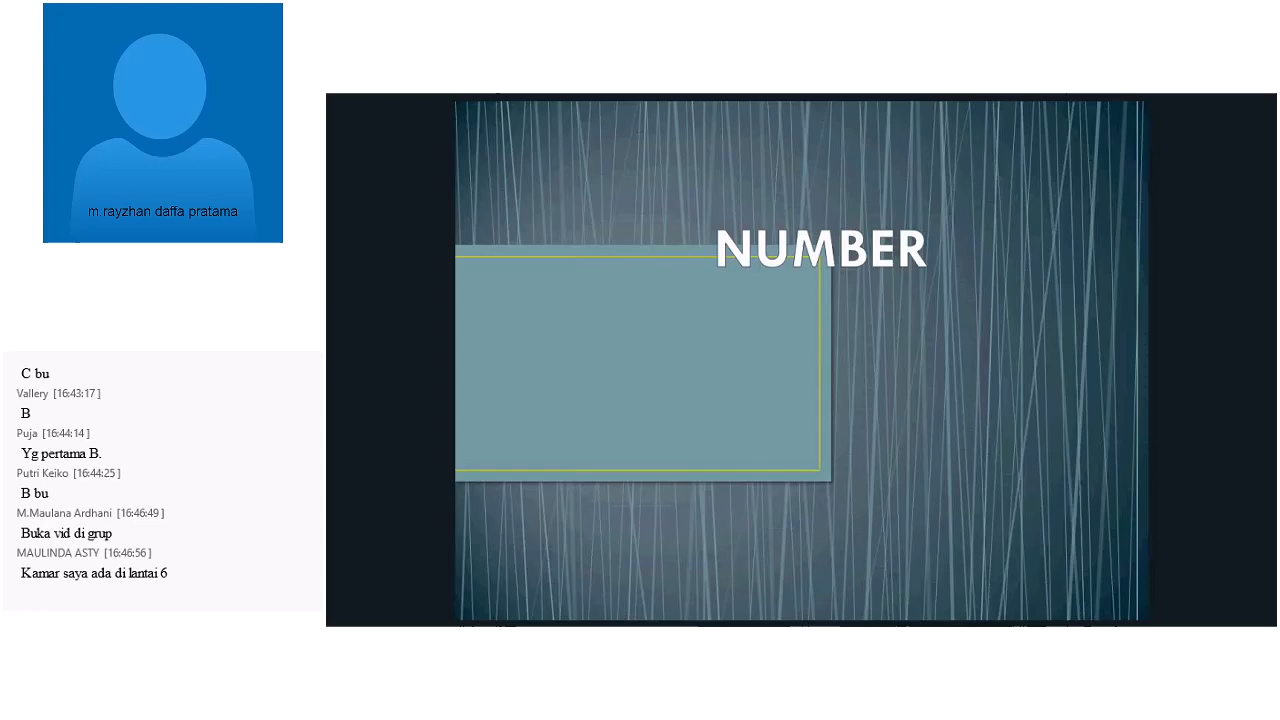 m.rayzhan daffa pratama
NUMBER
C bu
Vallery [16:43:17]
B
Puja [16:44:14]
Yg pertama B.
Putri Keiko [16:44:25]
B bu
M.Maulana Ardhani [16:46:49]
Buka vid di grup
MAULINDA ASTY [16:46:56]
Kamar saya ada di lantai 6